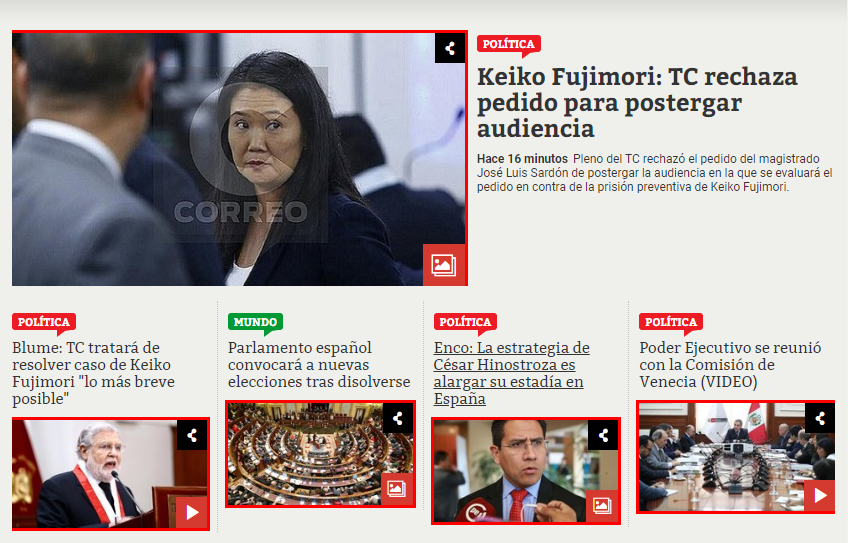 POLÍTICA
Keiko Fujimori: TC rechaza
pedido para postergar
audiencia
Hace 16 minutos Pleno del TC rechazó el pedido del magistrado
José Luis Sardón de postergar la audiencia en la que se evaluará el
pedido en contra de la prisión preventiva de Keiko Fujimori.
C
CORREO
POLÍTICA
Blume: TC tratará de
resolver caso de Keiko
Fujimori "lo más breve
posible"
MUNDO
Parlamento español
convocará a nuevas
elecciones tras disolverse
POLÍTICA
Enco: La estrategia de
César Hinostroza es
alargar su estadía en
España
POLÍTICA
Poder Ejecutivo se reunió
con la Comisión de
Venecia (VIDEO)